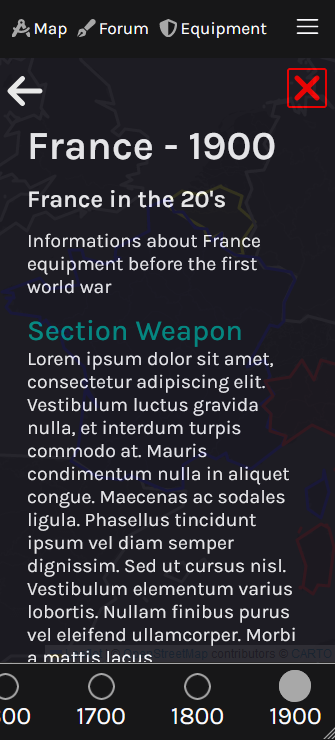 Map Forum Equipment
France - 1900
France in the 20's
Informations about France
equipment before the first
world war
Section Weapon
Lorem ipsum dolor sit amet,
consectetur adipiscing elit.
Vestibulum luctus gravida
nulla, et interdum turpis
commodo at. Mauris
condimentum nulla in aliquet
congue. Maecenas ac sodales
ligula. Phasellus tincidunt
ipsum vel diam semper
dignissim. Sed ut cursus nisl.
Vestibulum elementum varius
lobortis. Nullam finibus purus
vel eleifend ullamcorper. Morbi
a mattis lacus
OpenStreetMap contributors © CARTO
00 1700 1800 1900